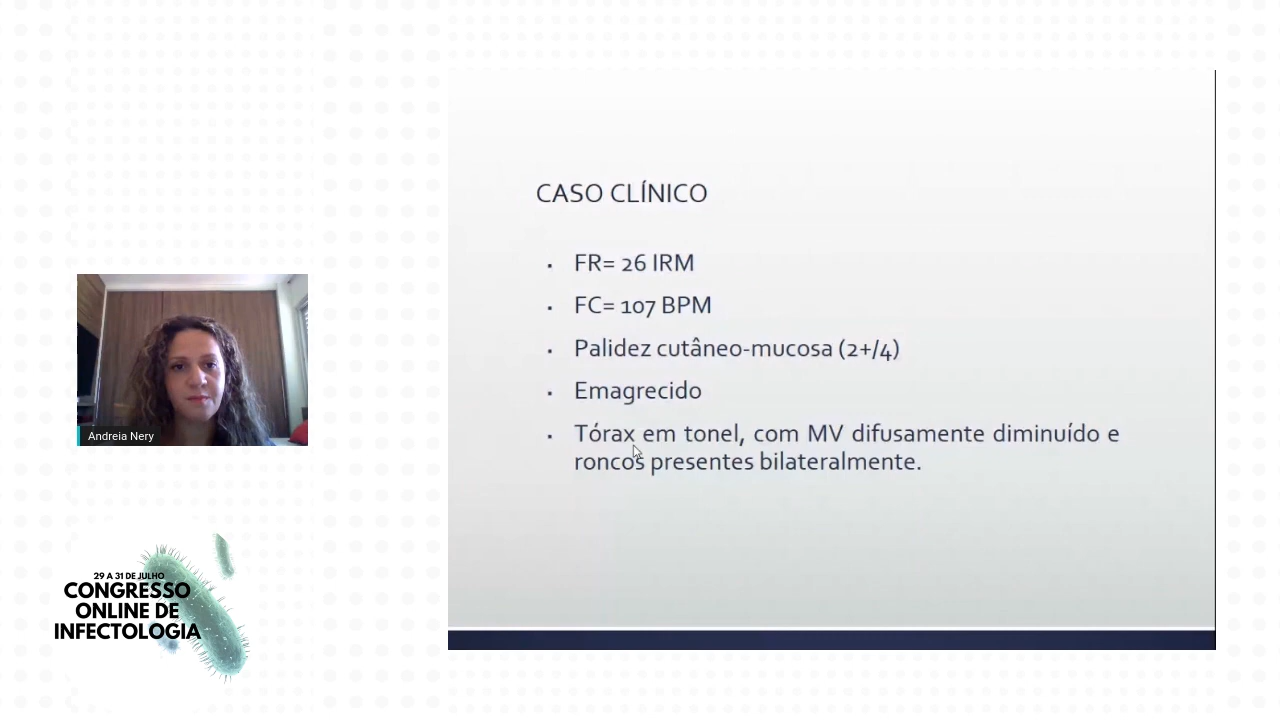 CASO CLÍNICO
FR= 26 IRM
FC= 107 BPM
Palidez cutâneo-mucosa (2+/4)
Emagrecido
Tórax em tonel, com MV difusamente diminuído e
roncos presentes bilateralmente.
Andreia Nery
29 A 31 DE JULHO
CONGRESSO
ONLINE DE
INFECTOLOGIA